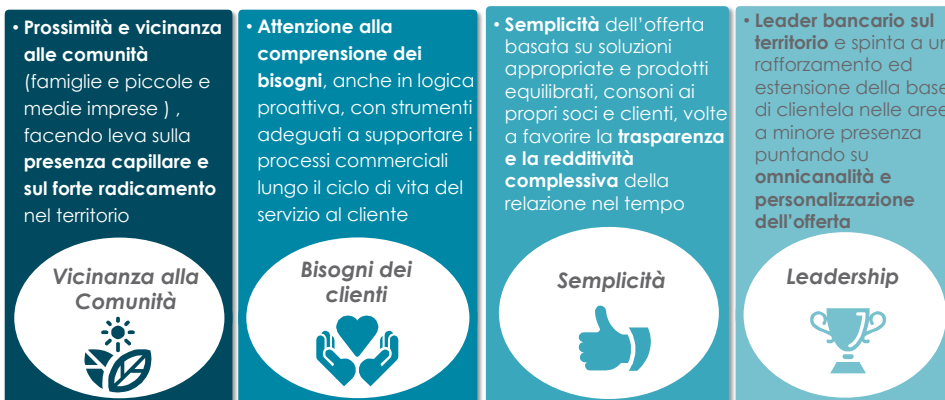 • Prossimità e vicinanza
alle comunità
(famiglie e piccole e
medie imprese ) ,
facendo leva sulla
presenza capillare e
sul forte radicamento
nel territorio
Vicinanza alla
Comunità
• Attenzione alla
comprensione dei
bisogni, anche in logica
proattiva, con strumenti
adeguati a supportare i
processi commerciali
lungo il ciclo di vita del
servizio al cliente
Bisogni dei
clienti
• Semplicità dell'offerta
basata su soluzioni
appropriate e prodotti
equilibrati, consoni ai
propri soci e clienti, volte
a favorire la trasparenza
e la redditività
complessiva della
relazione nel tempo
Semplicità
• Leader bancario sul
territorio e spinta a un
rafforzamento ed
estensione della base
di clientela nelle aree
a minore presenza
puntando su
omnicanalità e
personalizzazione
dell'offerta
Leadership